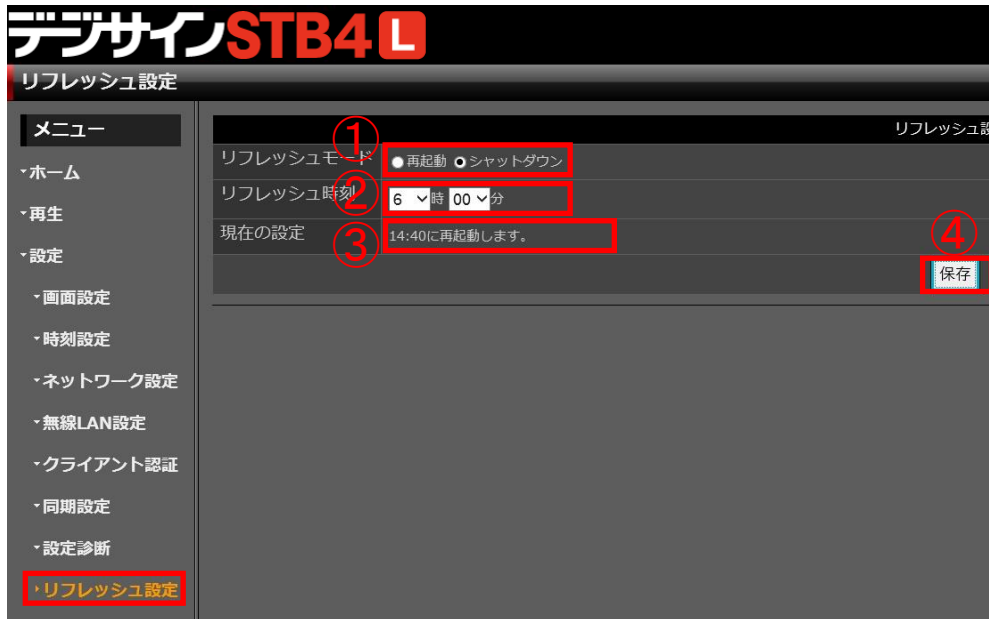 デジサインSTB4 L
リフレッシュ設定
メニュー
ホーム
再生
設定
画面設定
時刻設定
ネットワーク設定
無線LAN設定
クライアント認証
同期設定
設定診断
リフレッシュ設定
リフレッシュ設
①
リフレッシュモード 再起動 シャットダウン
②
リフレッシュ時刻 6 時 00 分
③
現在の設定 14:40に再起動します。
④
保存